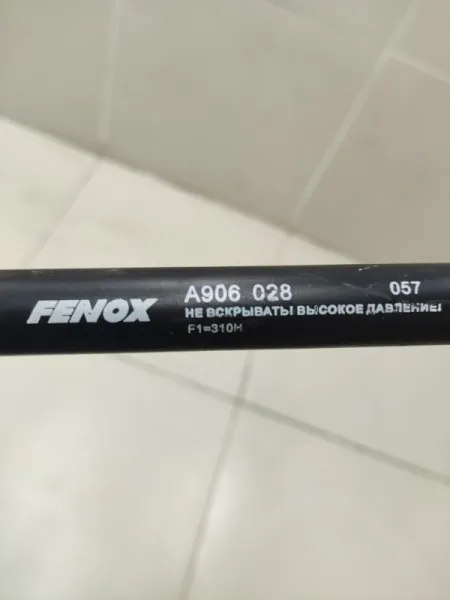 FENOX
A906 028 057
НЕ ВСКРЫВАТЬ! ВЫСОКОЕ ДАВЛЕНИЕ!
F1=310Н